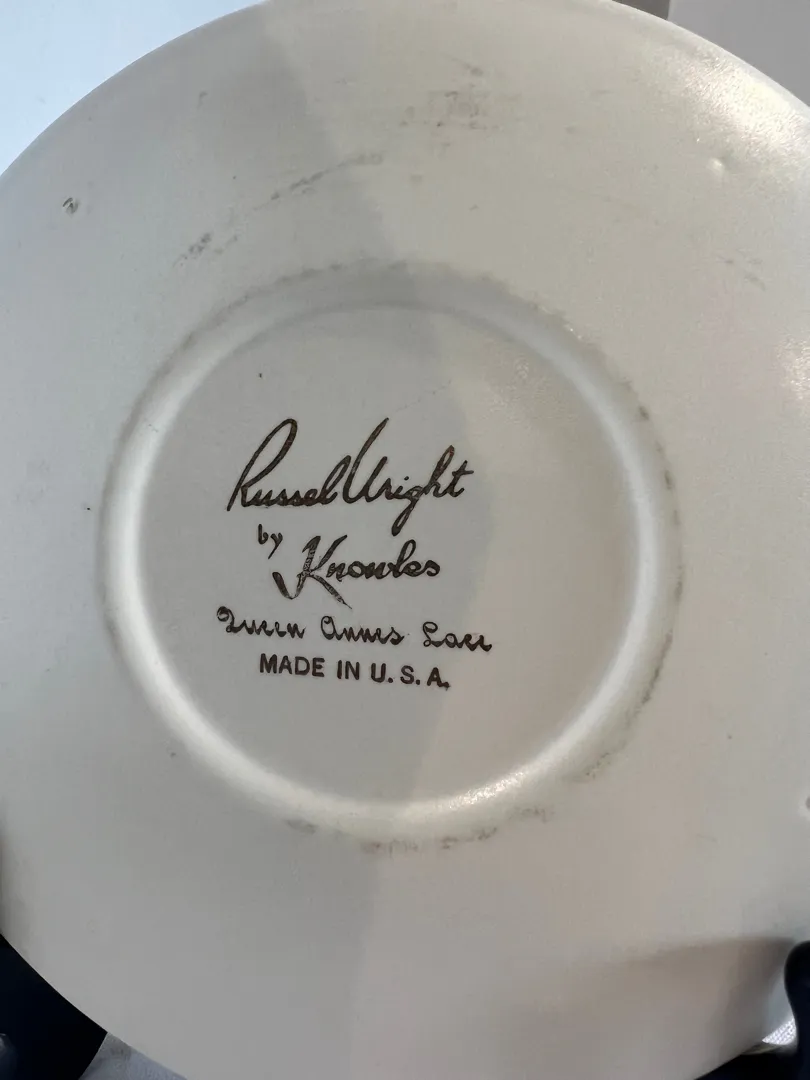 Russel Wright
by
Knowles
Queen Annes Lace
MADE IN U.S.A.